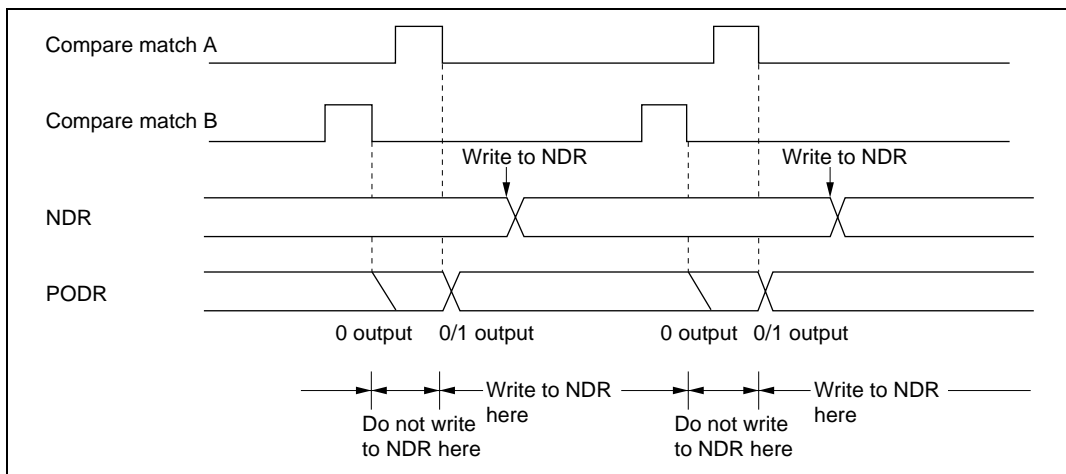 Compare match A
Compare match B
Write to NDR
Write to NDR
NDR
PODR
0 output
0/1 output
0 output
0/1 output
Write to NDR
here
Write to NDR
here
Do not write
to NDR here
Do not write
to NDR here